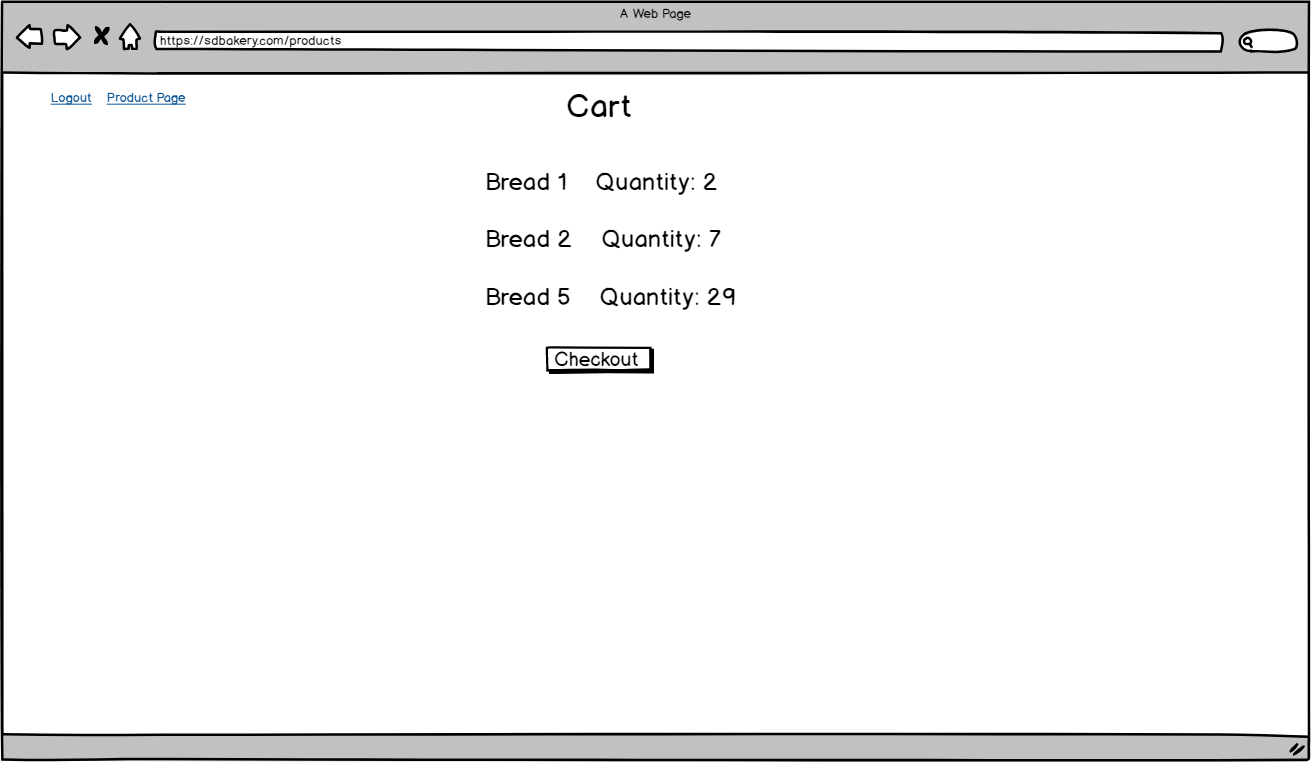 A Web Page
https://sdbakery.com/products
Logout Product Page
Cart
Bread 1 Quantity: 2
Bread 2 Quantity: 7
Bread 5 Quantity: 29
Checkout